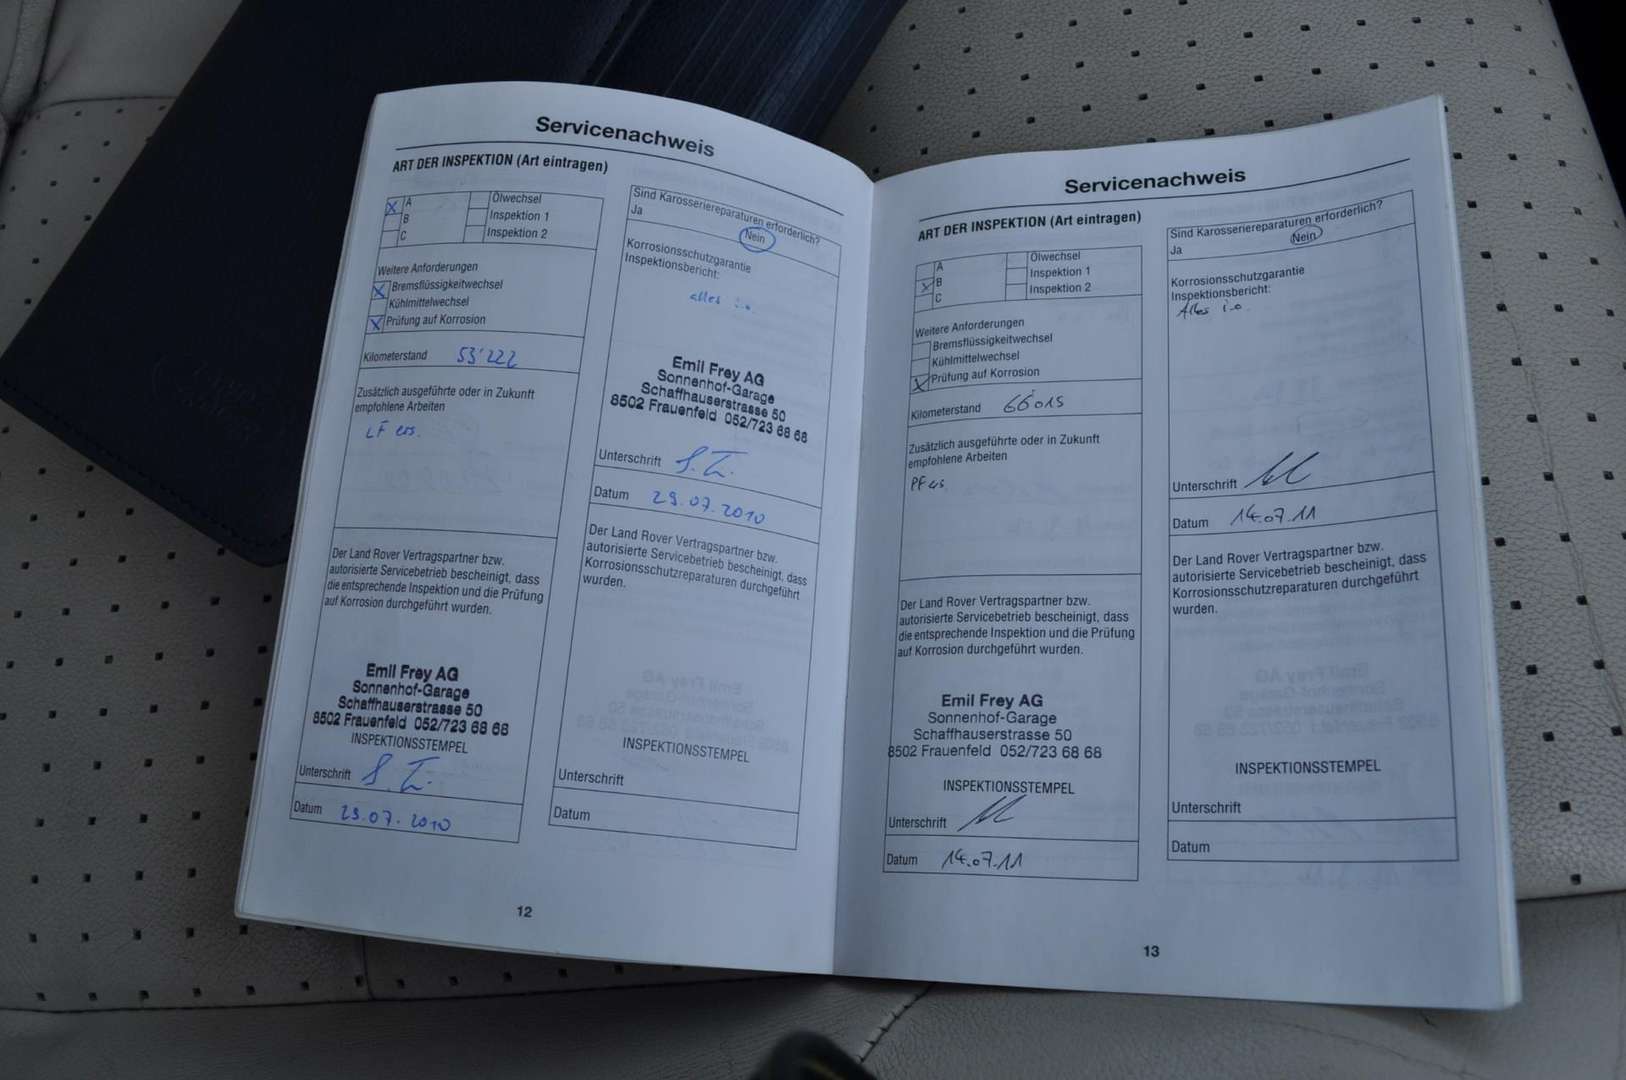 Servicenachweis
ART DER INSPEKTION (Art eintragen)
X A Ölwechsel
B Inspektion 1
C Inspektion 2
Weitere Anforderungen
X Bremsflüssigkeitwechsel
Kühlmittelwechsel
X Prüfung auf Korrosion
Kilometerstand 53'222
Zusätzlich ausgeführte oder in Zukunft
empfohlene Arbeiten
LF ers.
Der Land Rover Vertragspartner bzw.
autorisierte Servicebetrieb bescheinigt, dass
die entsprechende Inspektion und die Prüfung
auf Korrosion durchgeführt wurden.
Emil Frey AG
Sonnenhof-Garage
Schaffhauserstrasse 50
8502 Frauenfeld 052/723 68 68
INSPEKTIONSSTEMPEL
Unterschrift
Datum 29.07.2010
Sind Karosseriereparaturen erforderlich?
Ja Nein
Korrosionsschutzgarantie
Inspektionsbericht:
alles i.o.
Emil Frey AG
Sonnenhof-Garage
Schaffhauserstrasse 50
8502 Frauenfeld 052/723 68 68
Unterschrift
Datum 29.07.2010
Der Land Rover Vertragspartner bzw.
autorisierte Servicebetrieb bescheinigt, dass
Korrosionsschutzreparaturen durchgeführt
wurden.
INSPEKTIONSSTEMPEL
Unterschrift
Datum
12
Servicenachweis
ART DER INSPEKTION (Art eintragen)
A Ölwechsel
X B Inspektion 1
C Inspektion 2
Weitere Anforderungen
Bremsflüssigkeitwechsel
Kühlmittelwechsel
X Prüfung auf Korrosion
Kilometerstand 66'015
Zusätzlich ausgeführte oder in Zukunft
empfohlene Arbeiten
PF ers.
Der Land Rover Vertragspartner bzw.
autorisierte Servicebetrieb bescheinigt, dass
die entsprechende Inspektion und die Prüfung
auf Korrosion durchgeführt wurden.
Emil Frey AG
Sonnenhof-Garage
Schaffhauserstrasse 50
8502 Frauenfeld 052/723 68 68
INSPEKTIONSSTEMPEL
Unterschrift
Datum 14.07.11
Sind Karosseriereparaturen erforderlich?
Ja Nein
Korrosionsschutzgarantie
Inspektionsbericht:
Alles i.o.
Unterschrift
Datum 14.07.11
Der Land Rover Vertragspartner bzw.
autorisierte Servicebetrieb bescheinigt, dass
Korrosionsschutzreparaturen durchgeführt
wurden.
INSPEKTIONSSTEMPEL
Unterschrift
Datum
13